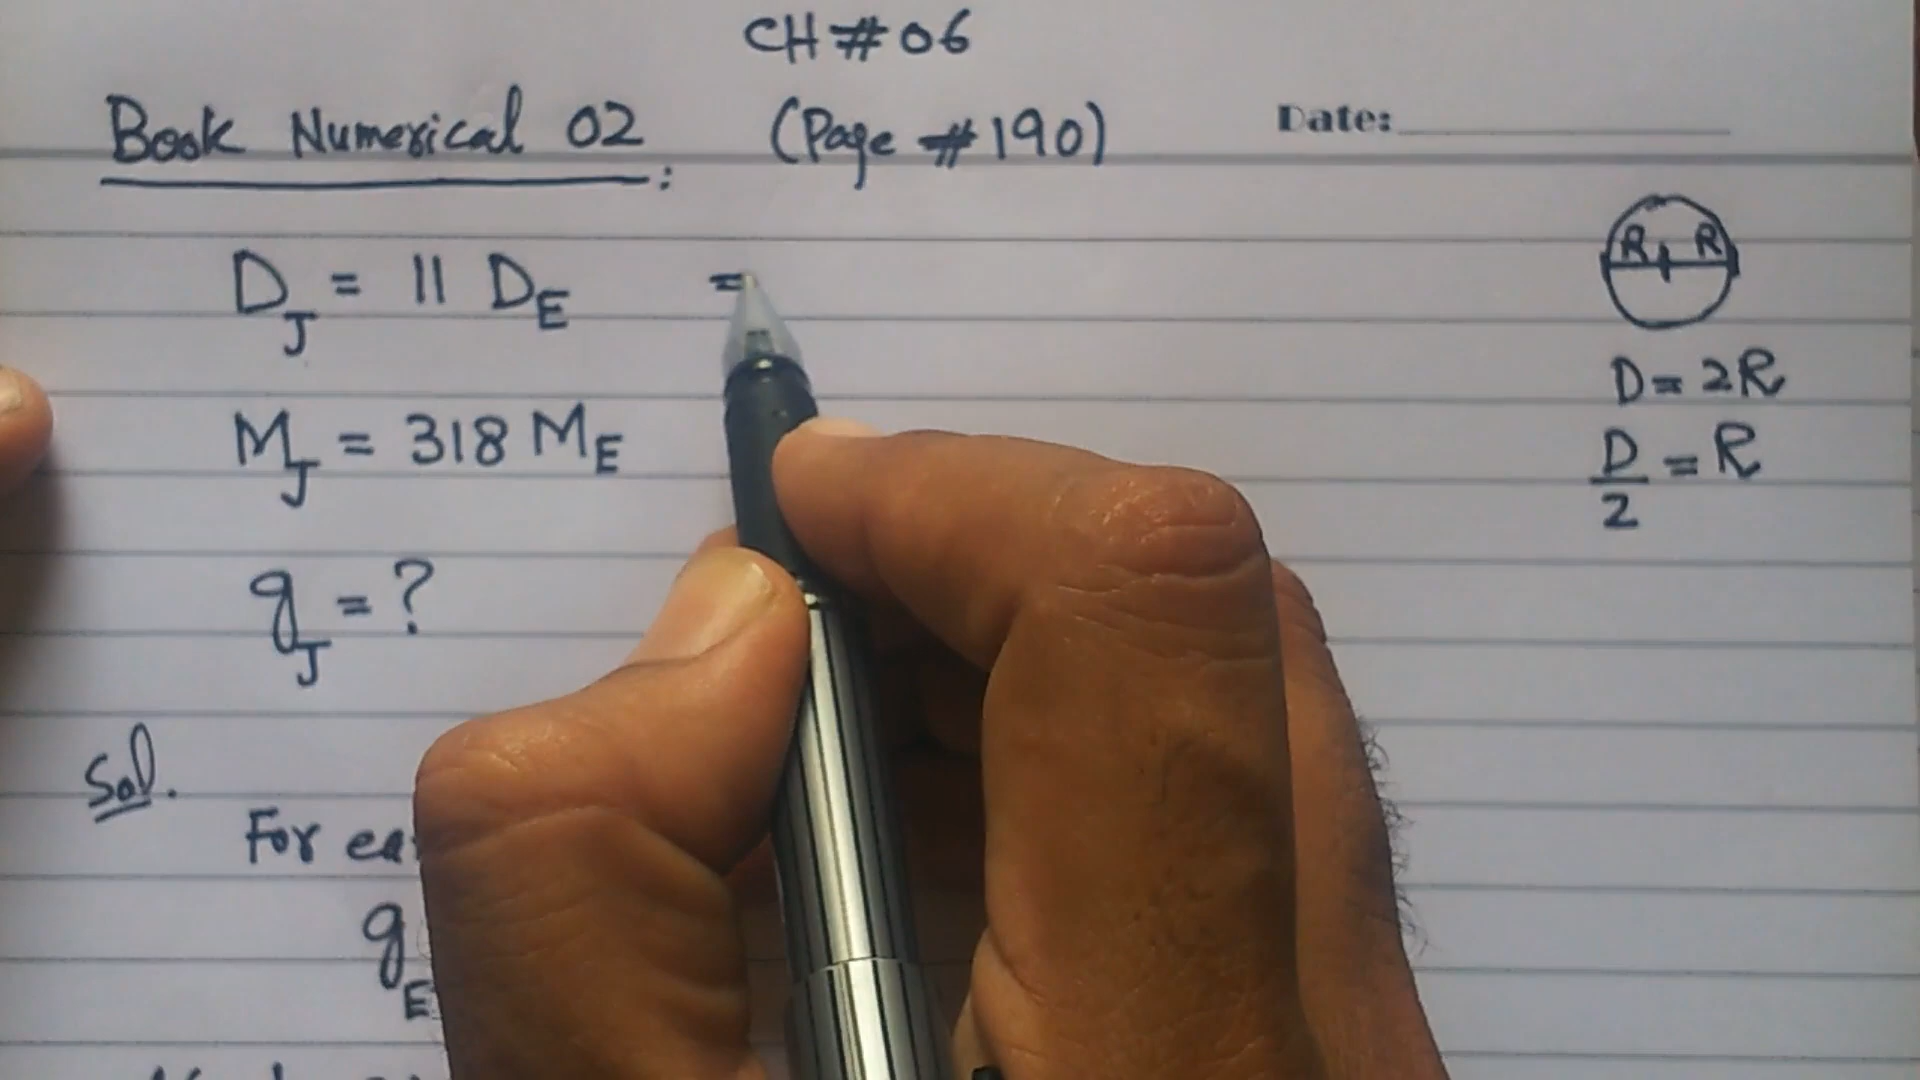 CH # 06
Book Numerical 02 : (Page # 190)
Date:
R R
D_J = 11 D_E =
D = 2R
M_J = 318 M_E
D/2 = R
g_J = ?
Sol.
For ea
g_E